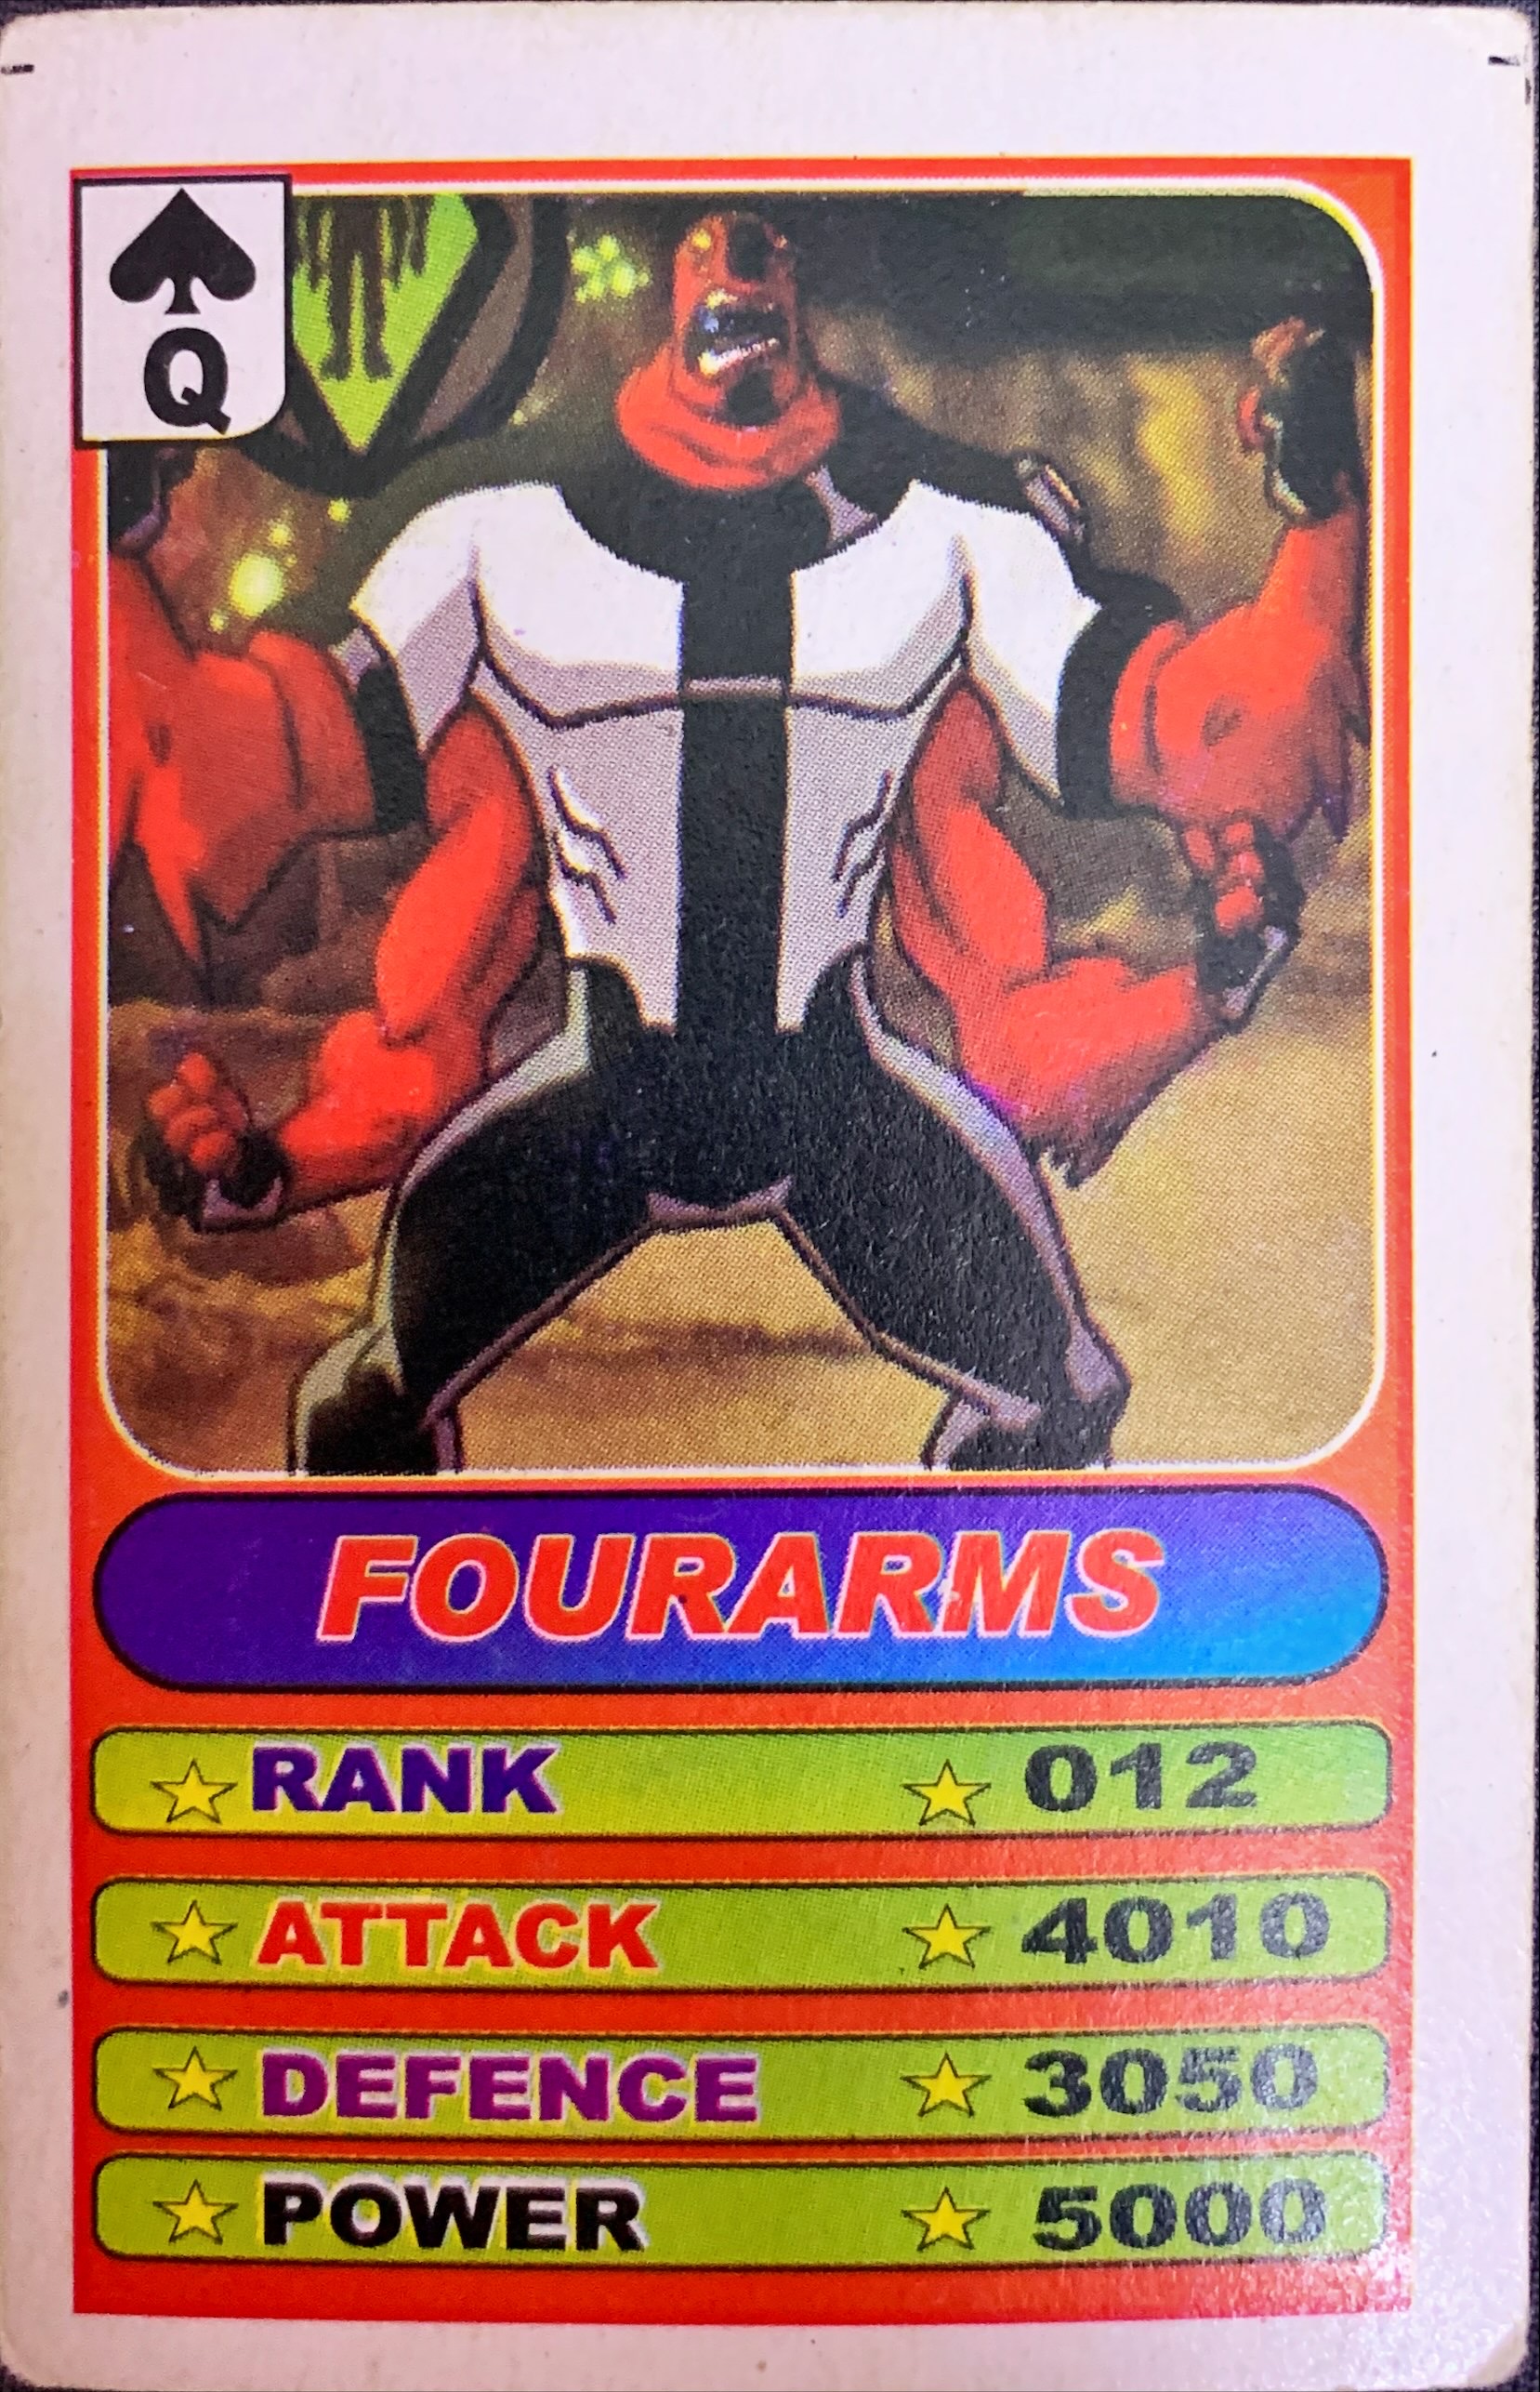 Q
FOURARMS
RANK 012
ATTACK 4010
DEFENCE 3050
POWER 5000